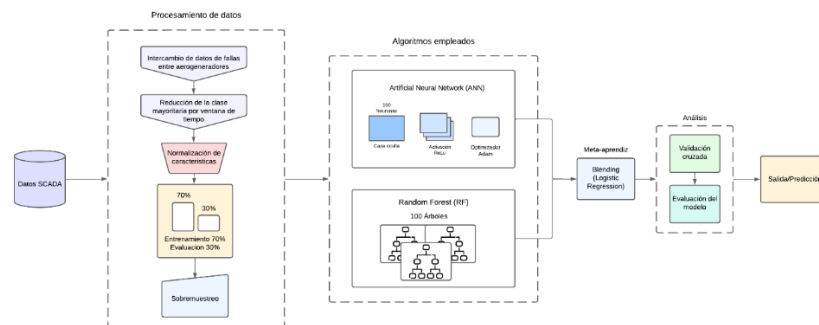 Procesamiento de datos
Intercambio de datos de fallas
entre aerogeneradores
Reducción de la clase
mayoritaria por ventana de
tiempo
Normalización de
características
70%
30%
Entrenamiento 70%
Evaluacion 30%
Sobremuestreo
Datos SCADA
Algoritmos empleados
Artificial Neural Network (ANN)
100
Neuronas
Capa oculta
Activación
ReLu
Optimizador
Adam
Random Forest (RF)
100 Árboles
Meta-aprendiz
Blending
(Logistic
Regression)
Análisis
Validación
cruzada
Evaluación del
modelo
Salida/Predicción